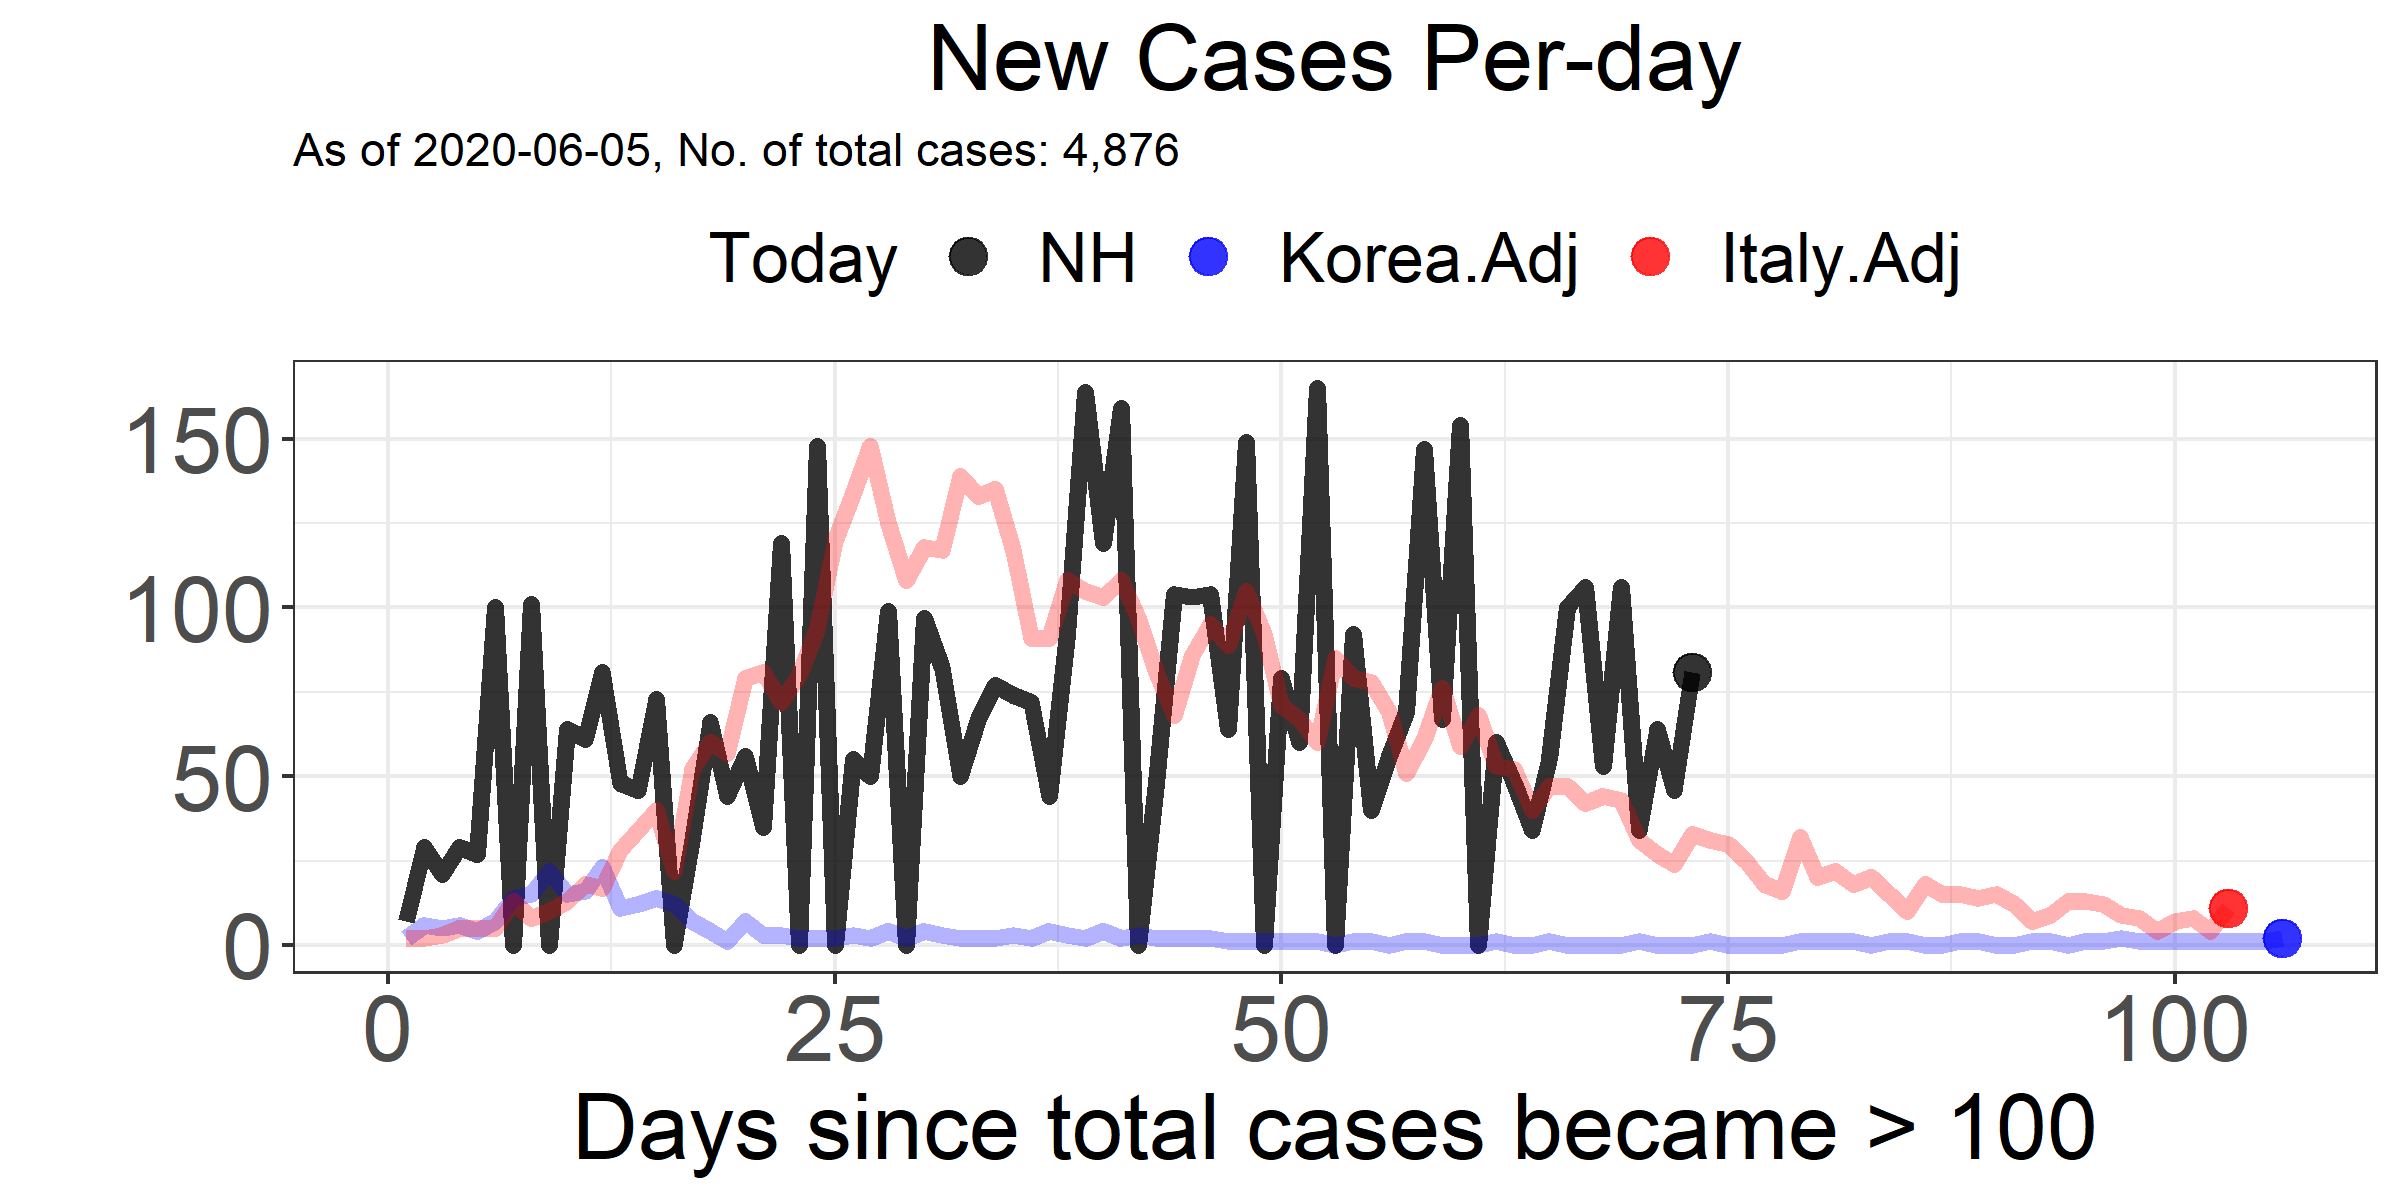 New Cases Per-day
As of 2020-06-05, No. of total cases: 4,876
Today NH Korea.Adj Italy.Adj
150
100
50
0
0 25 50 75 100
Days since total cases became > 100